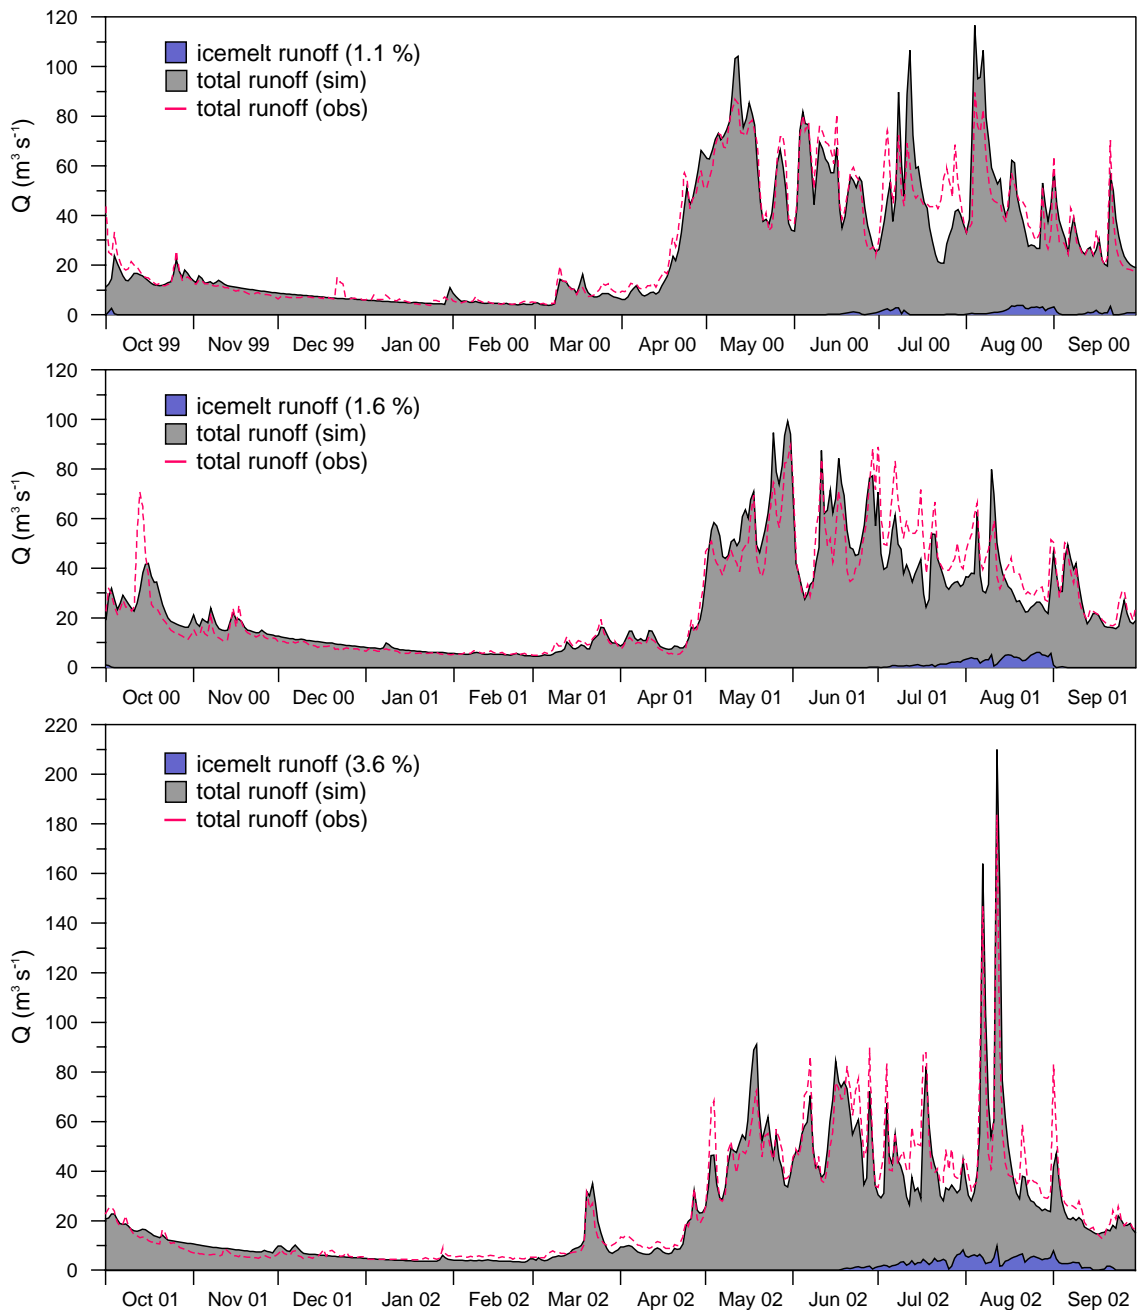 120
100
80
60
40
20
0
Q (m³ s⁻¹)
icemelt runoff (1.1 %)
total runoff (sim)
total runoff (obs)
Oct 99 Nov 99 Dec 99 Jan 00 Feb 00 Mar 00 Apr 00 May 00 Jun 00 Jul 00 Aug 00 Sep 00
120
100
80
60
40
20
0
Q (m³ s⁻¹)
icemelt runoff (1.6 %)
total runoff (sim)
total runoff (obs)
Oct 00 Nov 00 Dec 00 Jan 01 Feb 01 Mar 01 Apr 01 May 01 Jun 01 Jul 01 Aug 01 Sep 01
220
200
180
160
140
120
100
80
60
40
20
0
Q (m³ s⁻¹)
icemelt runoff (3.6 %)
total runoff (sim)
total runoff (obs)
Oct 01 Nov 01 Dec 01 Jan 02 Feb 02 Mar 02 Apr 02 May 02 Jun 02 Jul 02 Aug 02 Sep 02